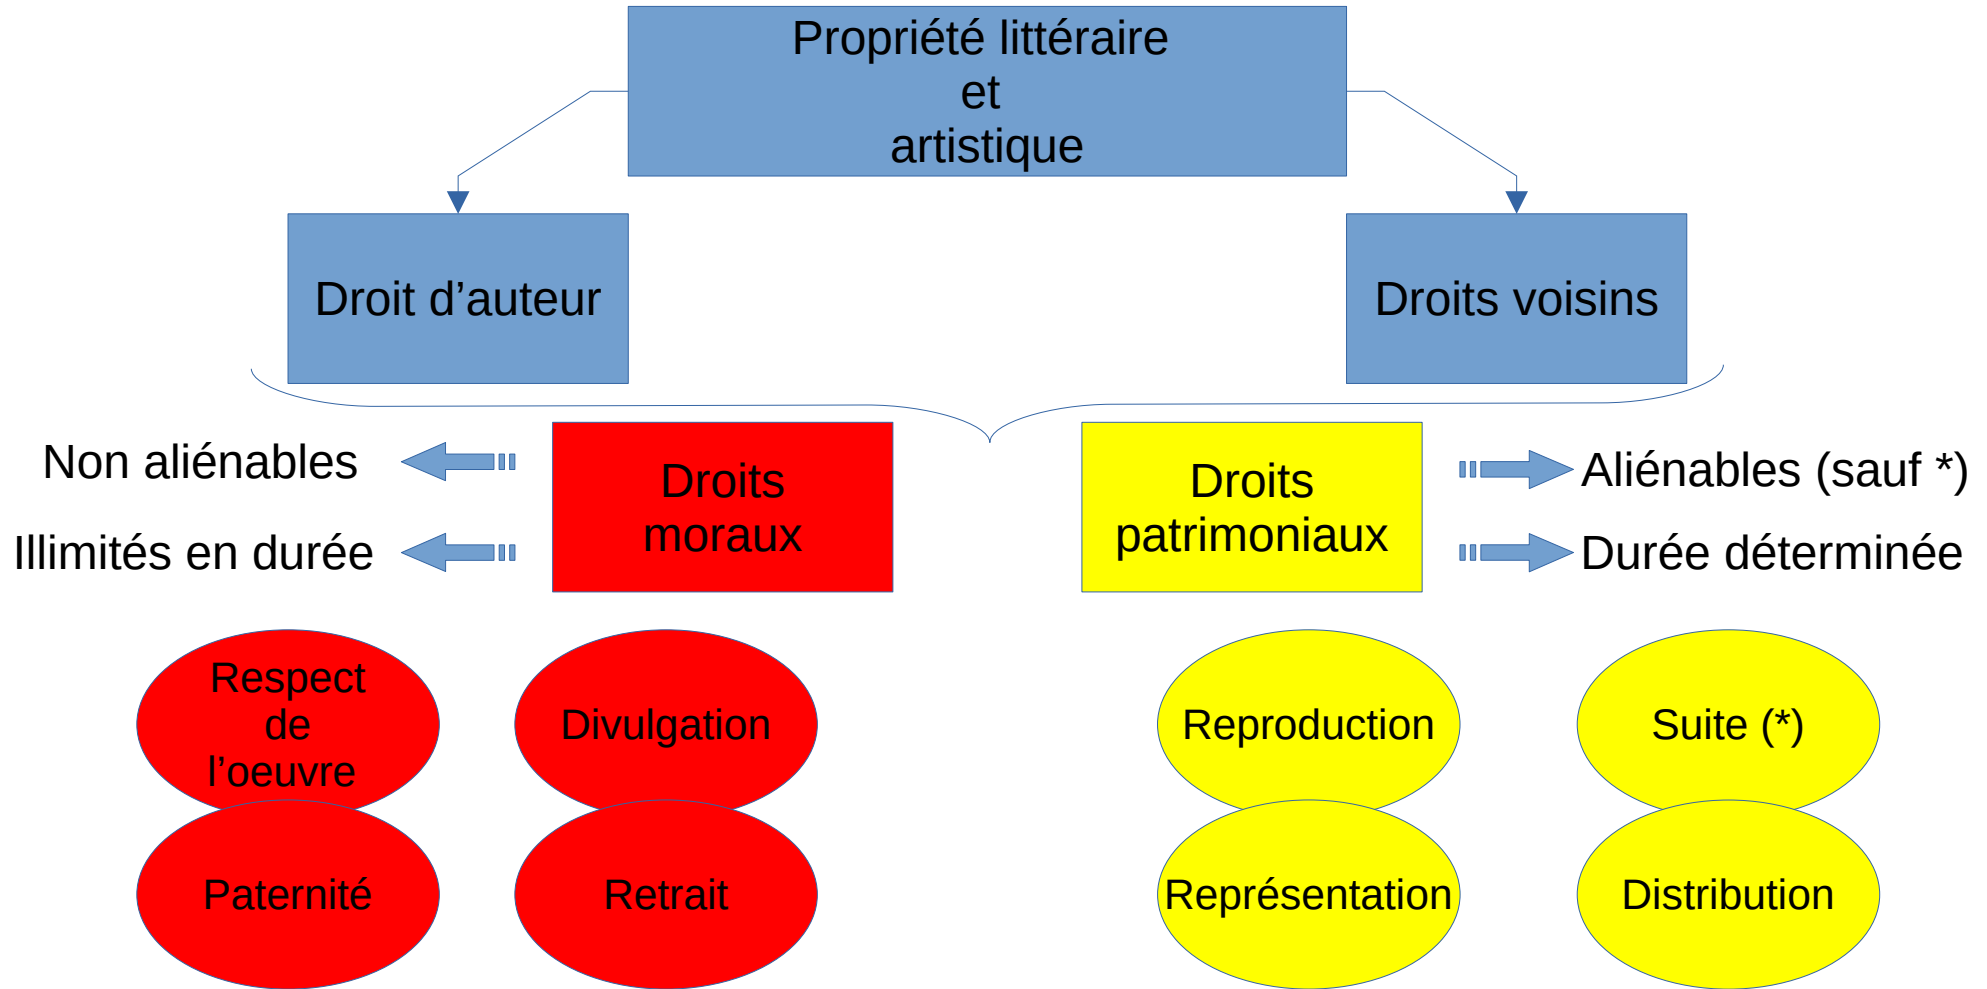 Propriété littéraire
et
artistique
Droit d’auteur
Droits voisins
Non aliénables
Illimités en durée
Droits
moraux
Droits
patrimoniaux
Aliénables (sauf *)
Durée déterminée
Respect
de
l’oeuvre
Divulgation
Reproduction
Suite (*)
Paternité
Retrait
Représentation
Distribution